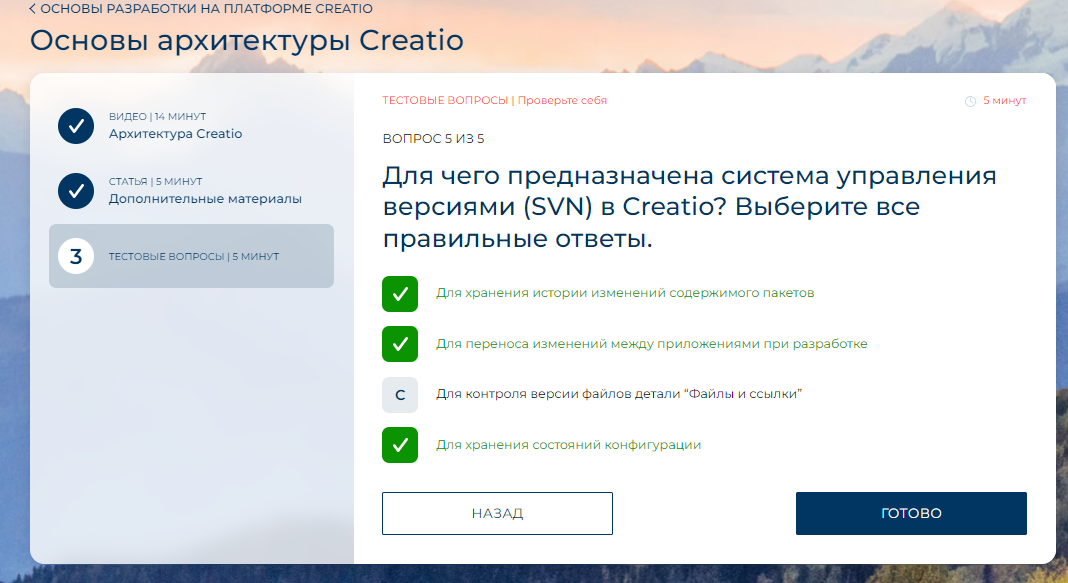 ОСНОВЫ РАЗРАБОТКИ НА ПЛАТФОРМЕ CREATIO
Основы архитектуры Creatio
ВИДЕО | 14 МИНУТ
Архитектура Creatio
СТАТЬЯ | 5 МИНУТ
Дополнительные материалы
3
ТЕСТОВЫЕ ВОПРОСЫ | 5 МИНУТ
ТЕСТОВЫЕ ВОПРОСЫ | Проверьте себя
5 минут
ВОПРОС 5 ИЗ 5
Для чего предназначена система управления
версиями (SVN) в Creatio? Выберите все
правильные ответы.
Для хранения истории изменений содержимого пакетов
Для переноса изменений между приложениями при разработке
C
Для контроля версии файлов детали “Файлы и ссылки”
Для хранения состояний конфигурации
НАЗАД
ГОТОВО